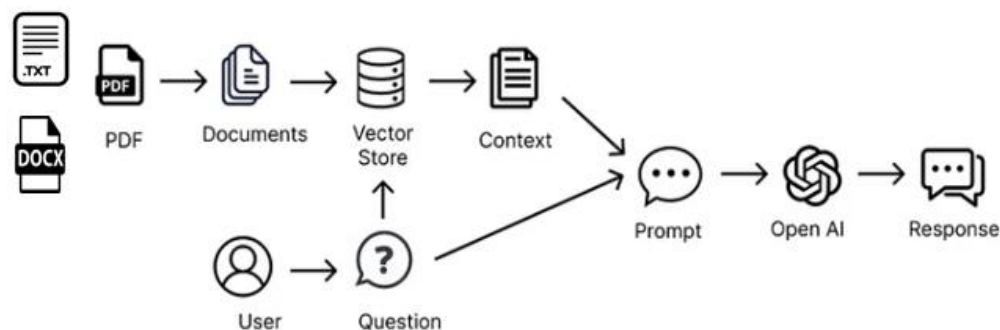 .TXT
PDF
DOCX
PDF
Documents
Vector
Store
Context
?
Prompt
Open AI
Response
User
Question